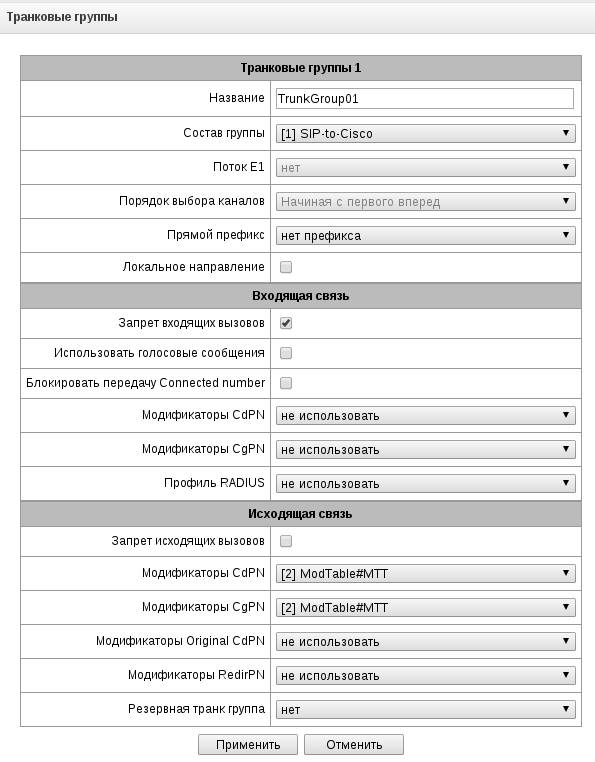 Транковые группы
Транковые группы 1
Название TrunkGroup01
Состав группы [1] SIP-to-Cisco
Поток E1 нет
Порядок выбора каналов Начиная с первого вперед
Прямой префикс нет префикса
Локальное направление
Входящая связь
Запрет входящих вызовов
Использовать голосовые сообщения
Блокировать передачу Connected number
Модификаторы CdPN не использовать
Модификаторы CgPN не использовать
Профиль RADIUS не использовать
Исходящая связь
Запрет исходящих вызовов
Модификаторы CdPN [2] ModTable#MTT
Модификаторы CgPN [2] ModTable#MTT
Модификаторы Original CdPN не использовать
Модификаторы RedirPN не использовать
Резервная транк группа нет
Применить Отменить